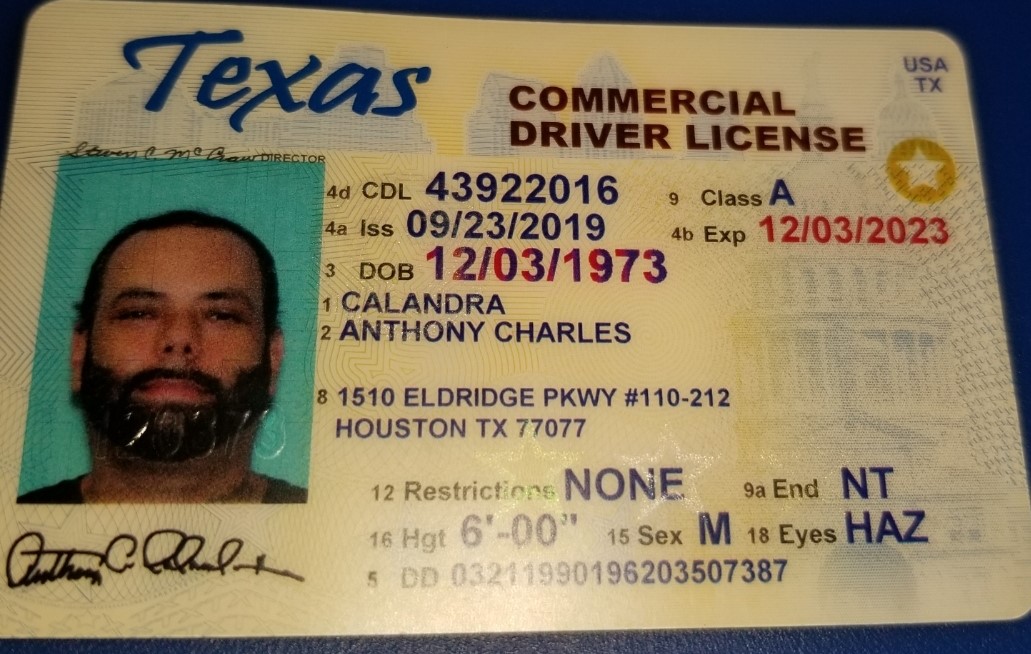 Texas
USA
TX
COMMERCIAL
DRIVER LICENSE
Steven C. McCraw DIRECTOR
4d CDL 43922016 9 Class A
4a Iss 09/23/2019 4b Exp 12/03/2023
3 DOB 12/03/1973
1 CALANDRA
2 ANTHONY CHARLES
8 1510 ELDRIDGE PKWY #110-212
HOUSTON TX 77077
120373
12 Restrictions NONE 9a End NT
16 Hgt 6'-00" 15 Sex M 18 Eyes HAZ
5 DD 03211990196203507387